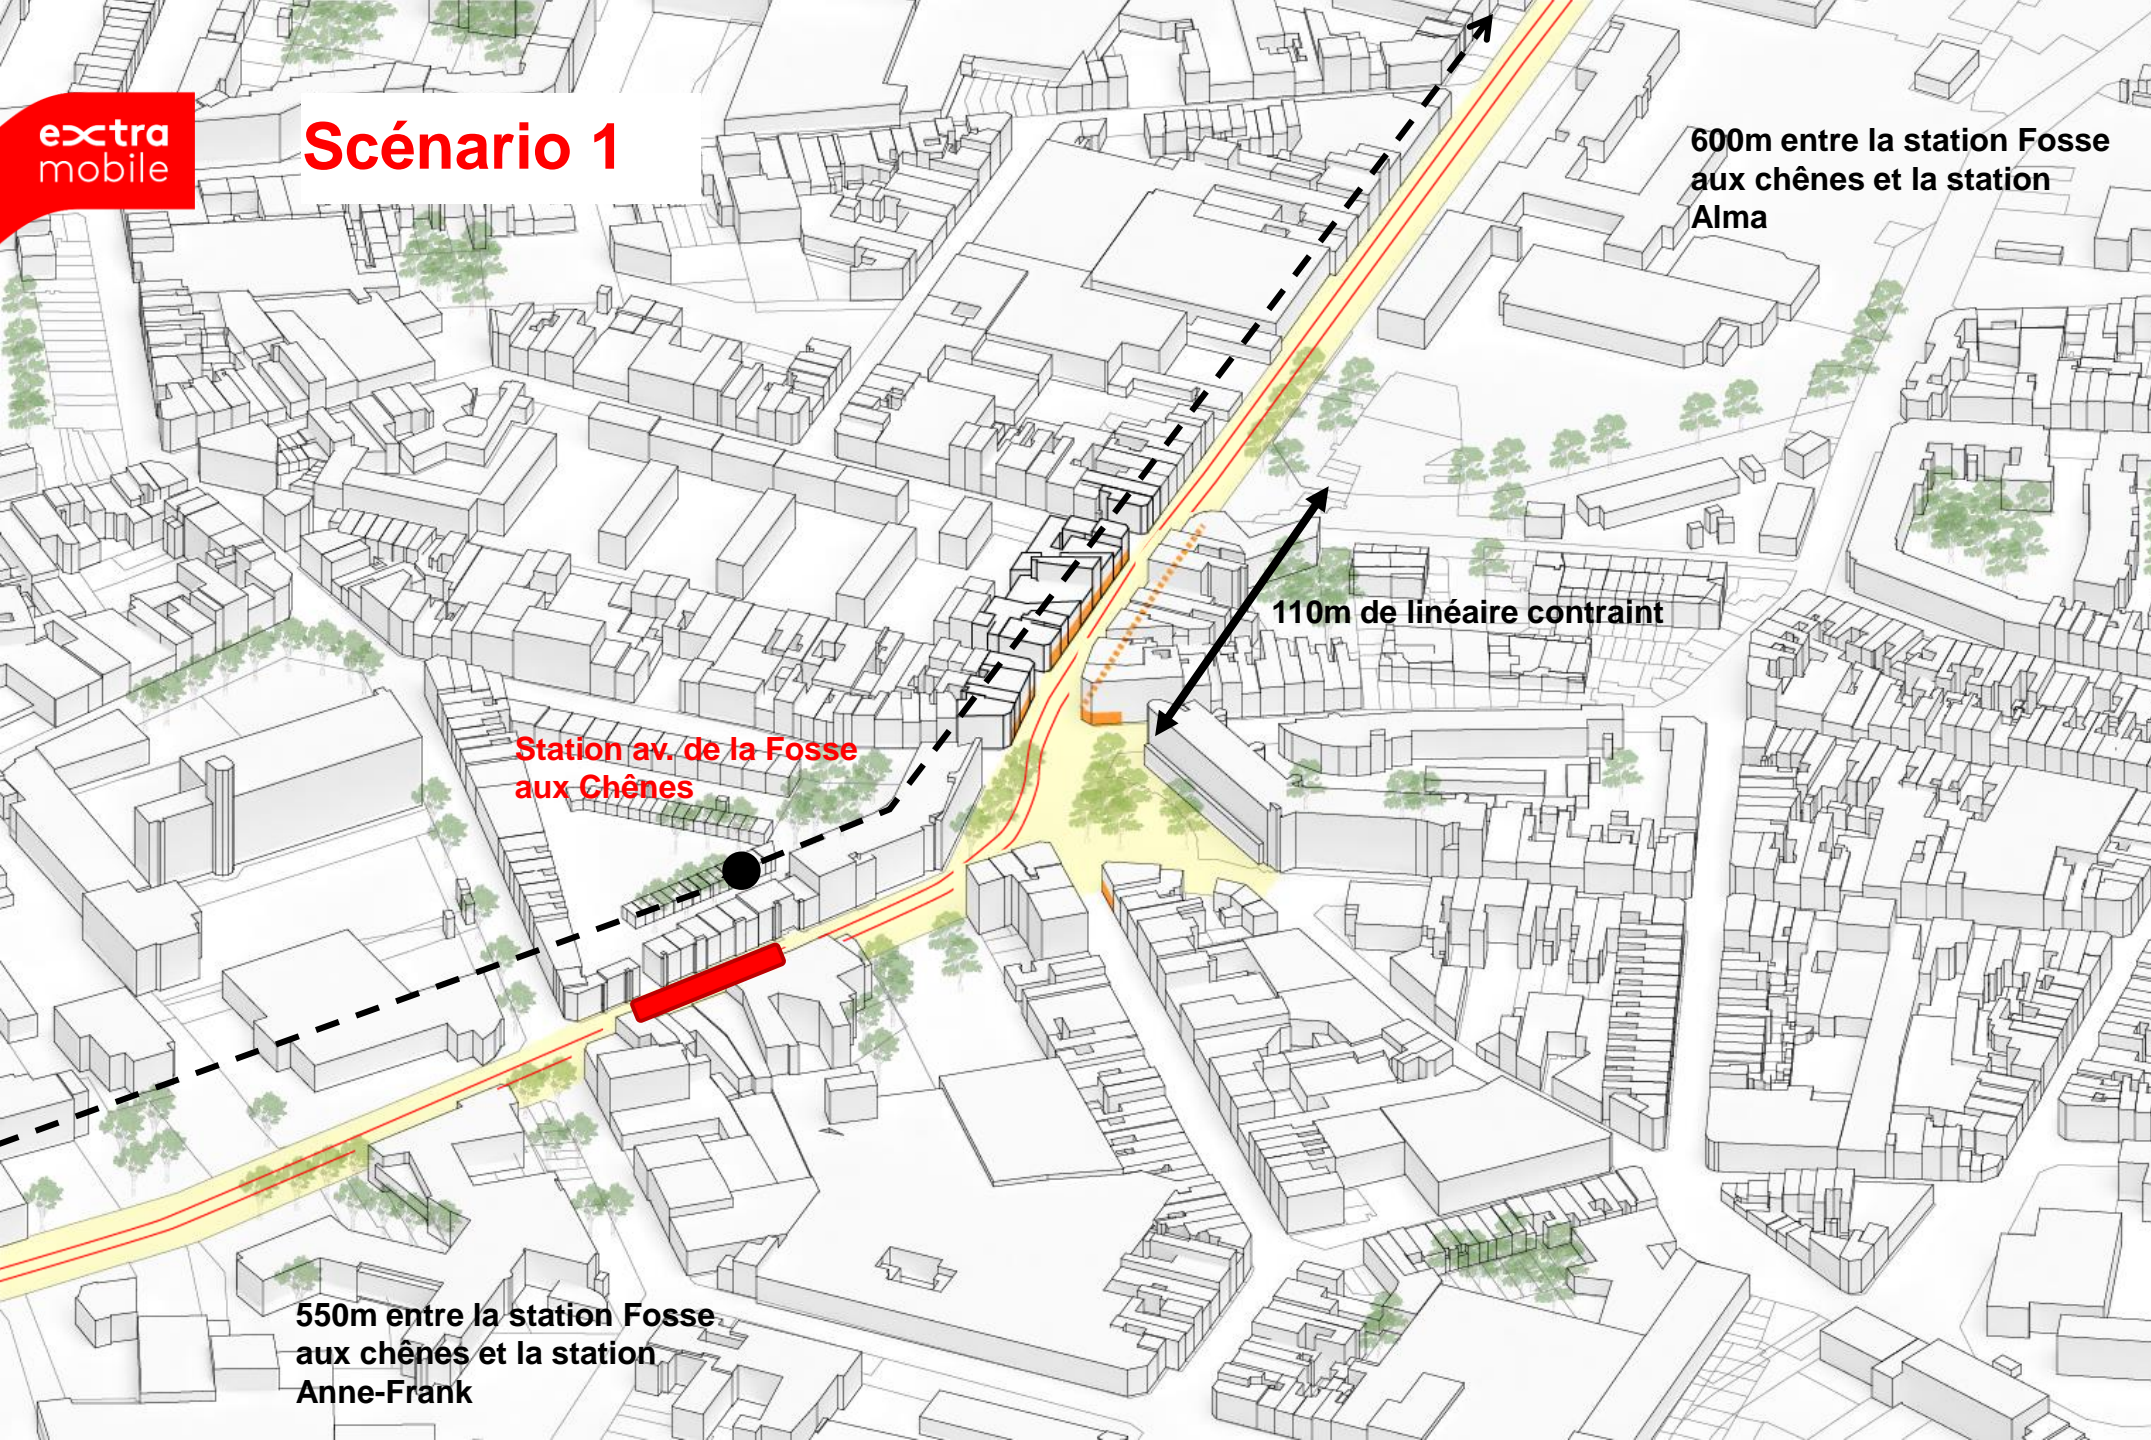 extra
mobile
Scénario 1
600m entre la station Fosse
aux chênes et la station
Alma
110m de linéaire contraint
Station av. de la Fosse
aux Chênes
550m entre la station Fosse
aux chênes et la station
Anne-Frank